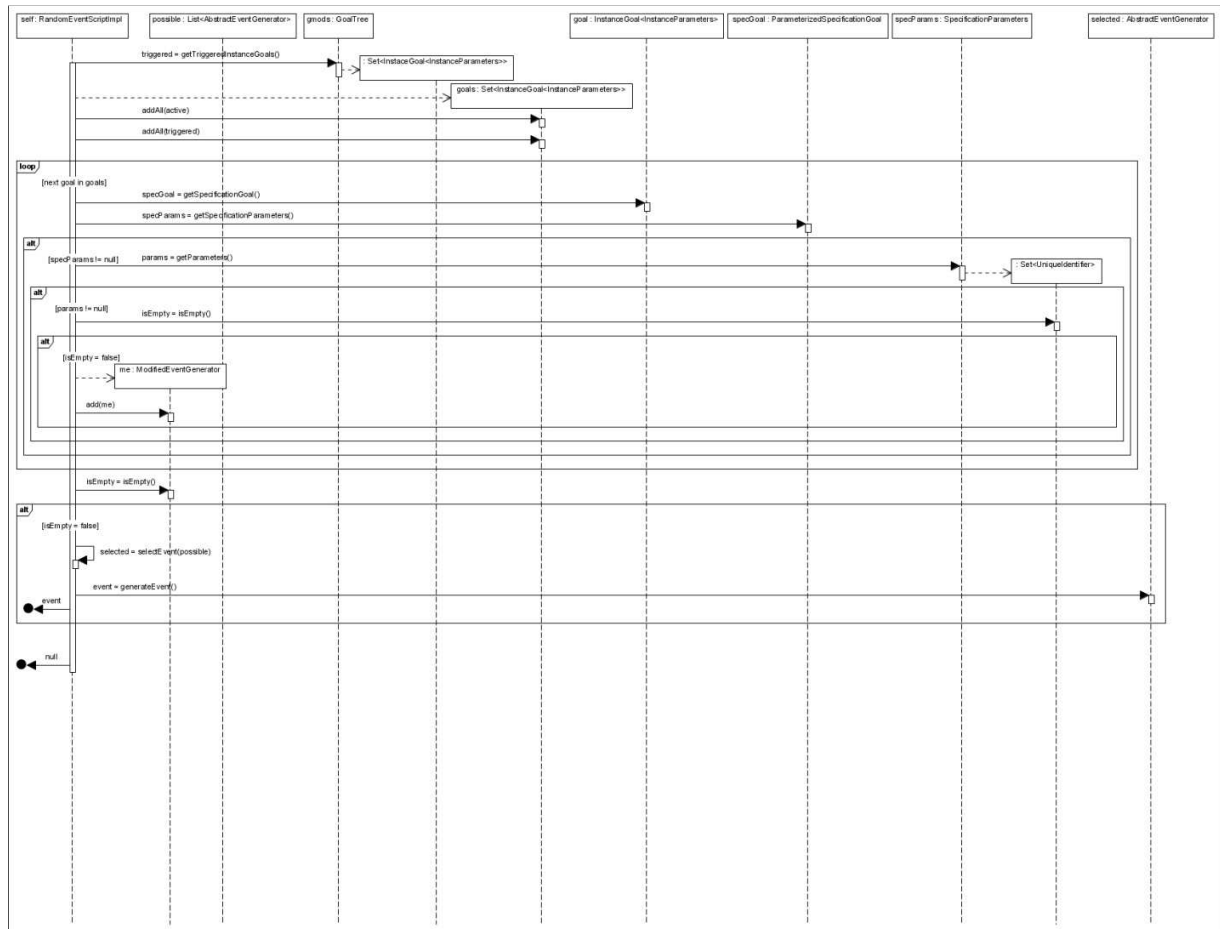 self: RandomEventScriptImpl
possible : List<AbstractEventGenerator>
gmods : GoalTree
goal : InstanceGoal<InstanceParameters>
specGoal : ParameterizedSpecificationGoal
specParams : SpecificationParameters
selected : AbstractEventGenerator
triggered = getTriggeredInstanceGoals()
: Set<InstaceGoal<InstanceParameters>>
goals : Set<InstanceGoal<InstanceParameters>>
addAll(active)
addAll(triggered)
loop
[next goal in goals]
specGoal = getSpecificationGoal()
specParams = getSpecificationParameters()
alt
[specParams != null]
params = getParameters()
: Set<UniqueIdentifier>
alt
[params != null]
isEmpty = isEmpty()
alt
[isEmpty = false]
me : ModifiedEventGenerator
add(me)
isEmpty = isEmpty()
alt
[isEmpty = false]
selected = selectEvent(possible)
event = generateEvent()
event
null